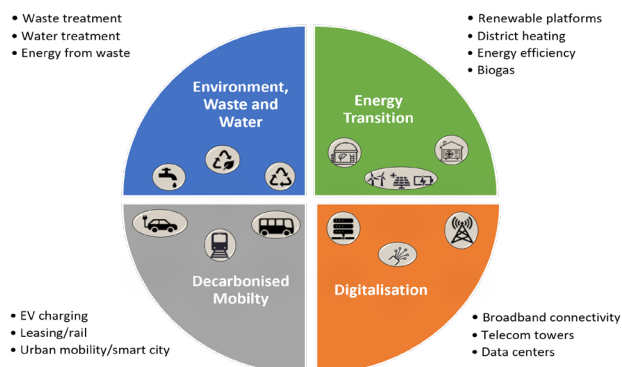 • Waste treatment
• Water treatment
• Energy from waste
• Renewable platforms
• District heating
• Energy efficiency
• Biogas
Environment,
Waste and
Water
Energy
Transition
Decarbonised
Mobilty
Digitalisation
• EV charging
• Leasing/rail
• Urban mobility/smart city
• Broadband connectivity
• Telecom towers
• Data centers